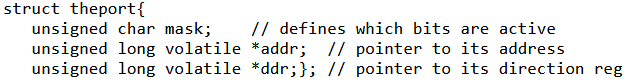 struct theport{
unsigned char mask;    // defines which bits are active
unsigned long volatile *addr;  // pointer to its address
unsigned long volatile *ddr;}; // pointer to its direction reg